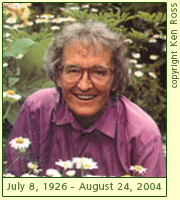 copyright Ken Ross
July 8, 1926 - August 24, 2004